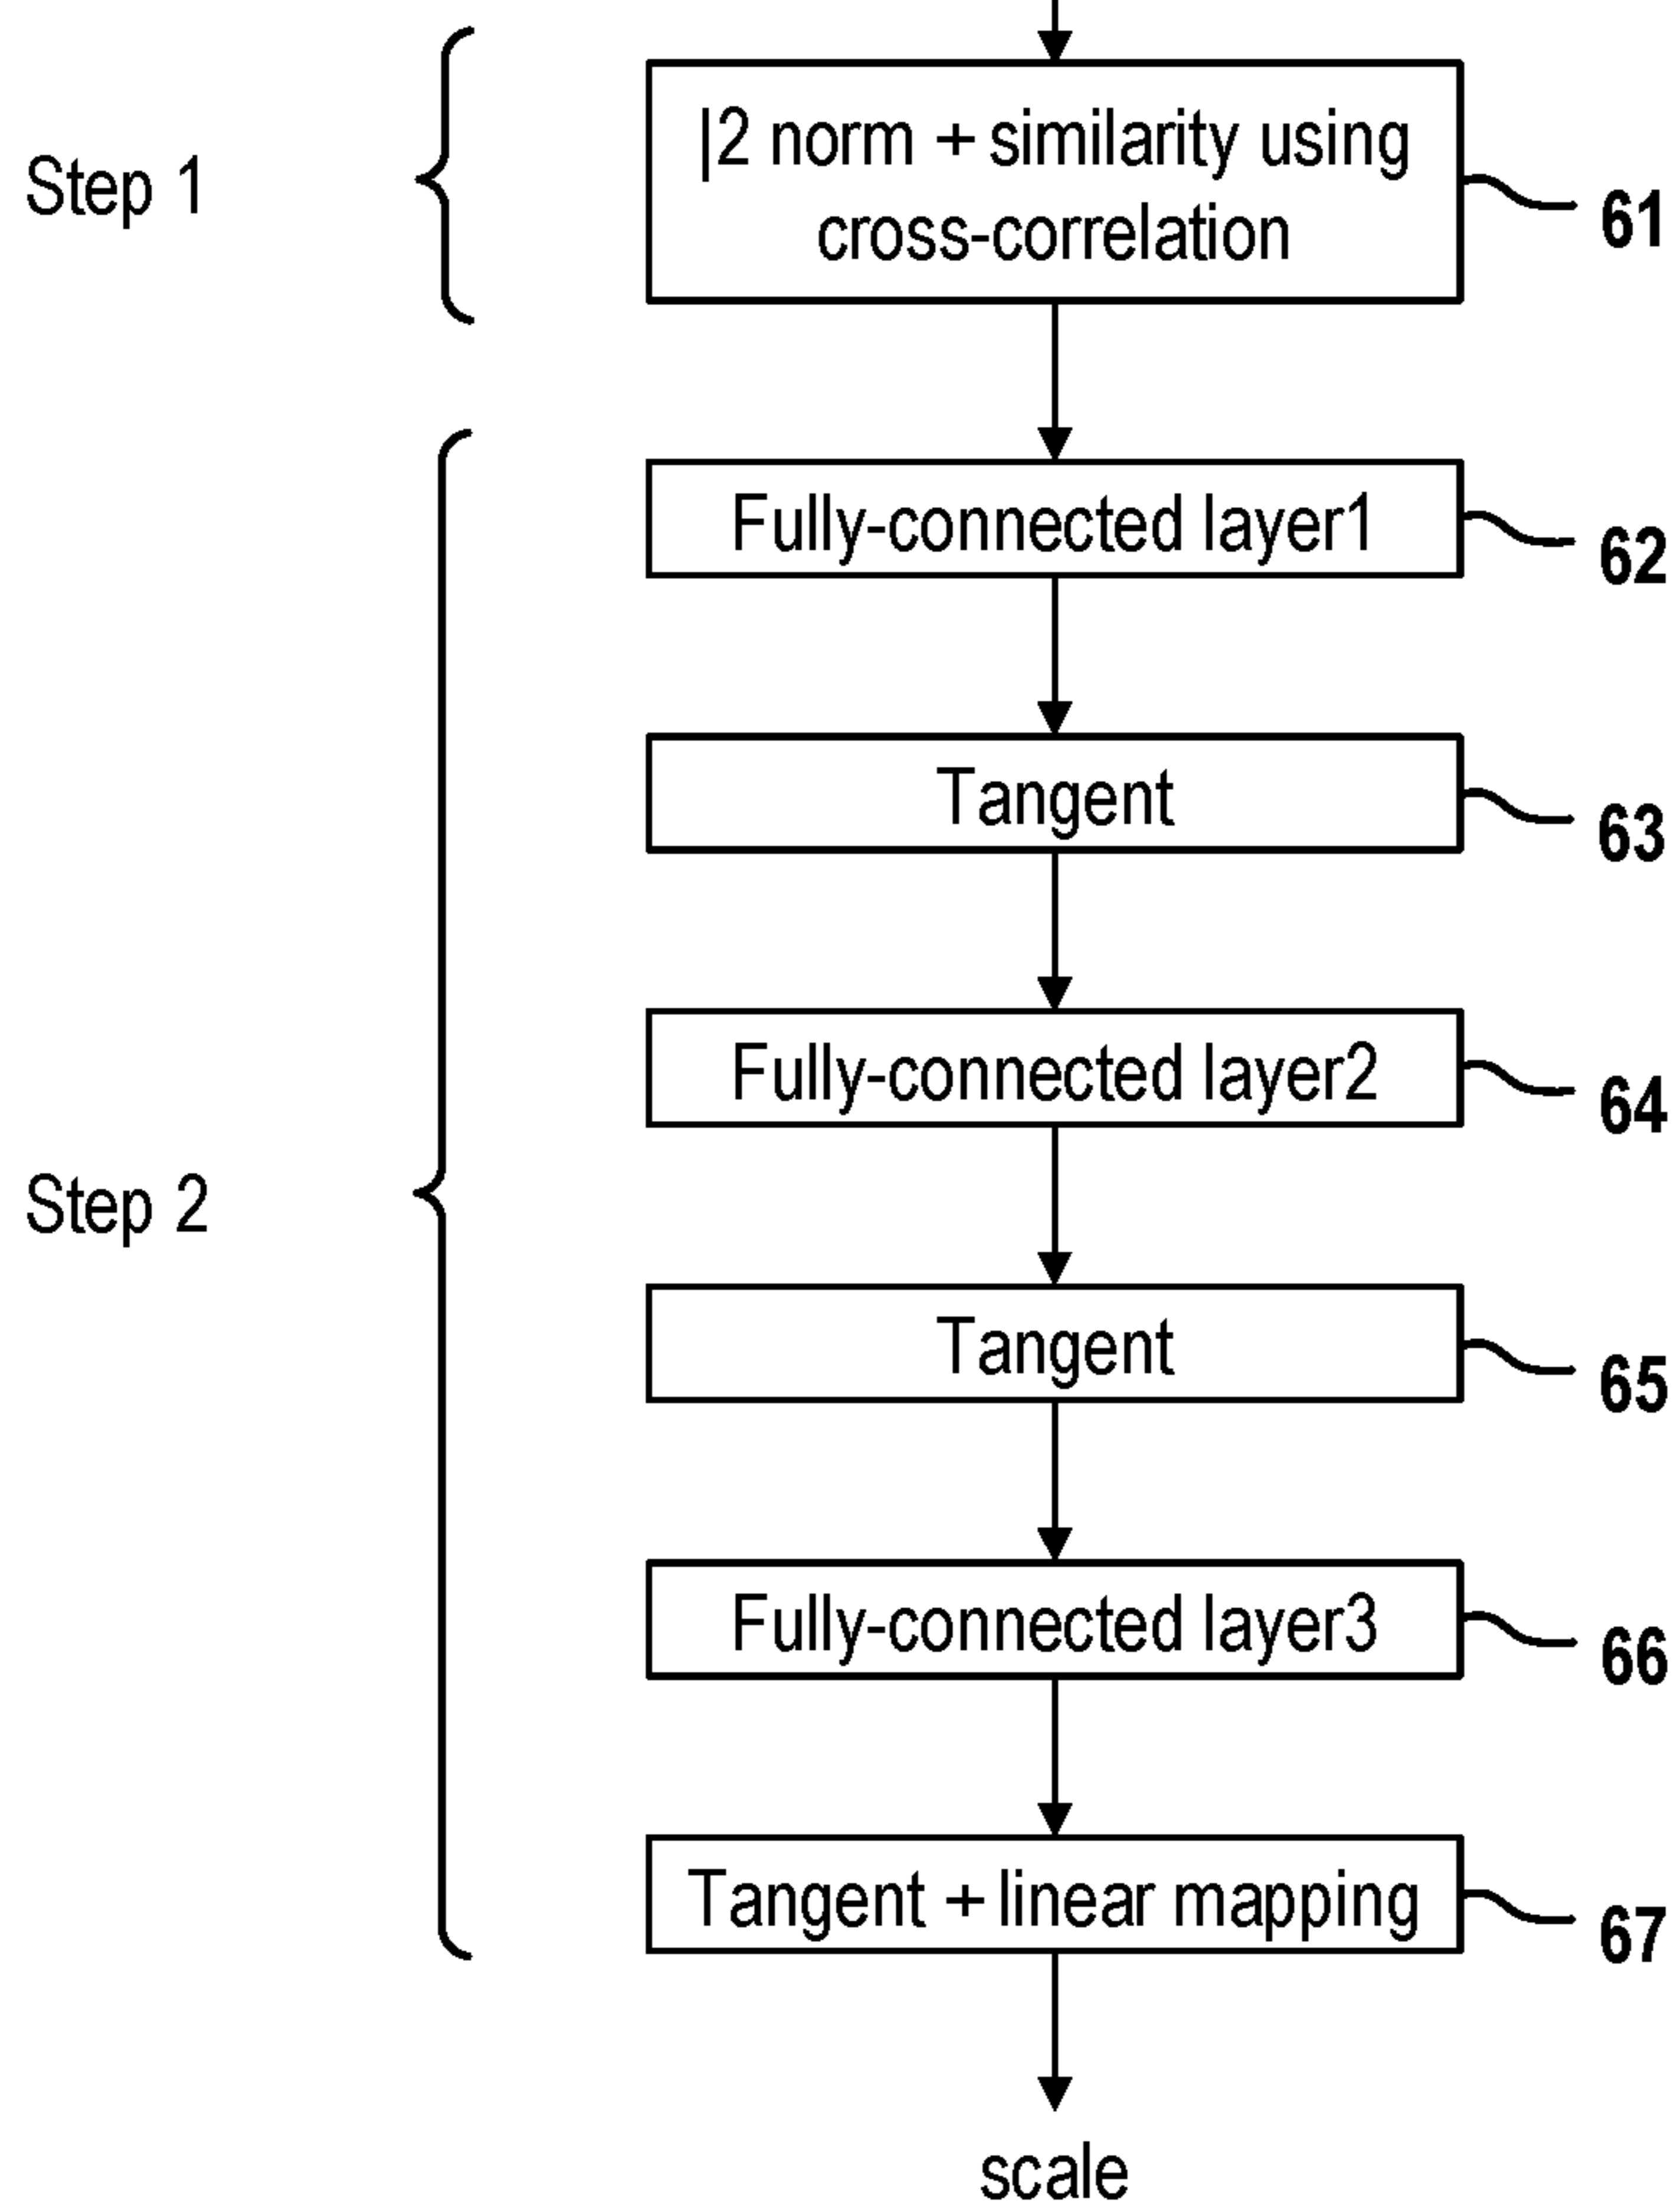 Step 1
|2 norm + similarity using
cross-correlation
61
Fully-connected layer1
62
Tangent
63
Fully-connected layer2
64
Step 2
Tangent
65
Fully-connected layer3
66
Tangent + linear mapping
67
scale